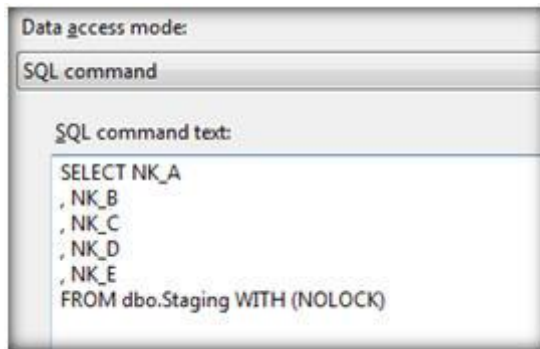 Data access mode:
SQL command
SQL command text:
SELECT NK_A
, NK_B
, NK_C
, NK_D
, NK_E
FROM dbo.Staging WITH (NOLOCK)